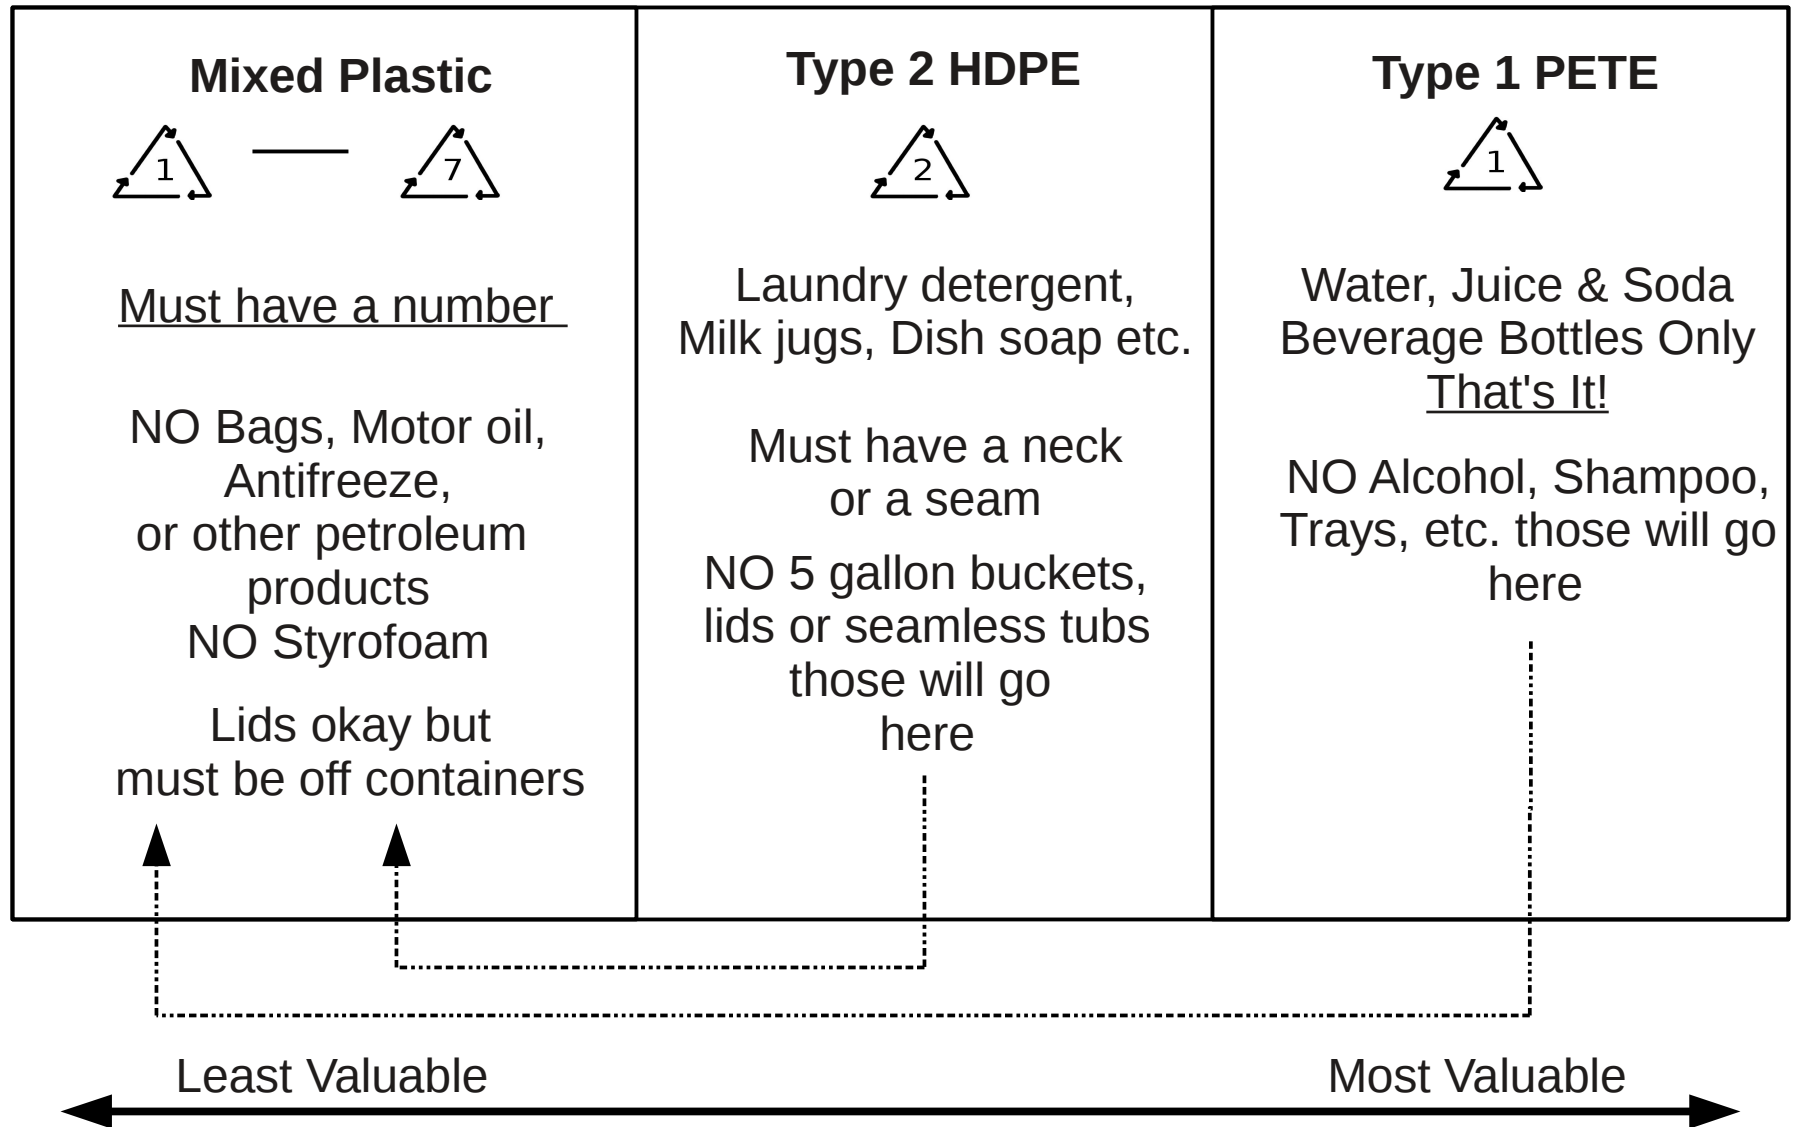 Mixed Plastic
1
7
Must have a number
NO Bags, Motor oil,
Antifreeze,
or other petroleum
products
NO Styrofoam
Lids okay but
must be off containers
Type 2 HDPE
2
Laundry detergent,
Milk jugs, Dish soap etc.
Must have a neck
or a seam
NO 5 gallon buckets,
lids or seamless tubs
those will go
here
Type 1 PETE
1
Water, Juice & Soda
Beverage Bottles Only
That's It!
NO Alcohol, Shampoo,
Trays, etc. those will go
here
Least Valuable
Most Valuable